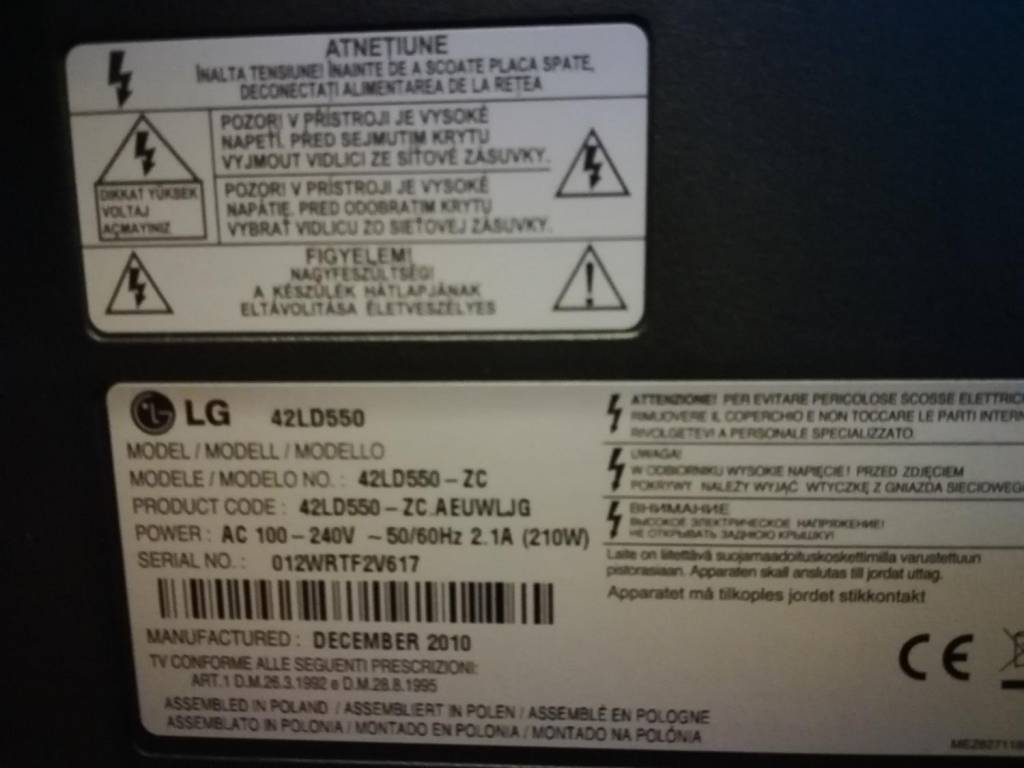 ATNEȚIUNE
ÎNALTA TENSIUNE! ÎNAINTE DE A SCOATE PLACA SPATE,
DECONECTAȚI ALIMENTAREA DE LA REȚEA
POZOR! V PŘÍSTROJI JE VYSOKÉ
NAPĚTÍ. PŘED SEJMUTIM KRYTU
VYJMOUT VIDLICI ZE SÍŤOVÉ ZÁSUVKY.
DIKKAT YÜKSEK
VOLTAJ
AÇMAYINIZ
POZOR! V PRÍSTROJI JE VYSOKÉ
NAPÄTIE. PRED ODOBRATIM KRYTU
VYBRAŤ VIDLICU ZO SIEŤOVEJ ZÁSUVKY.
FIGYELEM!
NAGYFESZÜLTSÉG!
A KÉSZÜLÉK HÁTLAPJÁNAK
ELTÁVOLITÁSA ÉLETVESZÉLYES
LG 42LD550
MODEL / MODELL / MODELLO
MODELE / MODELO NO. : 42LD550-ZC
PRODUCT CODE : 42LD550-ZC.AEUWLJG
POWER : AC 100-240V ~50/60Hz 2.1A (210W)
SERIAL NO. : 012WRTF2V617
MANUFACTURED : DECEMBER 2010
TV CONFORME ALLE SEGUENTI PRESCRIZIONI:
ART.1 D.M.26.3.1992 e D.M.28.8.1995
ASSEMBLED IN POLAND / ASSEMBLIERT IN POLEN / ASSEMBLÉ EN POLOGNE
ASSEMBLATO IN POLONIA / MONTADO EN POLONIA / MONTADO NA POLÓNIA
ATTENZIONE! PER EVITARE PERICOLOSE SCOSSE ELETTRIC
RIMUOVERE IL COPERCHIO E NON TOCCARE LE PARTI INTERN
RIVOLGETEVI A PERSONALE SPECIALIZZATO.
UWAGA!
W ODBIORNIKU WYSOKIE NAPIĘCIE! PRZED ZDJĘCIEM
POKRYWY NALEŻY WYJĄĆ WTYCZKĘ Z GNIAZDA SIECIOWEG
ВНИМАНИЕ
ВЫСОКОЕ ЭЛЕКТРИЧЕСКОЕ НАПРЯЖЕНИЕ!
НЕ ОТКРЫВАТЬ ЗАДНЮЮ КРЫШКУ!
Laite on liitettävä suojamaadoituskoskettimilla varustettuun
pistorasiaan. Apparaten skall anslutas till jordat uttag.
Apparatet må tilkoples jordet stikkontakt
CE